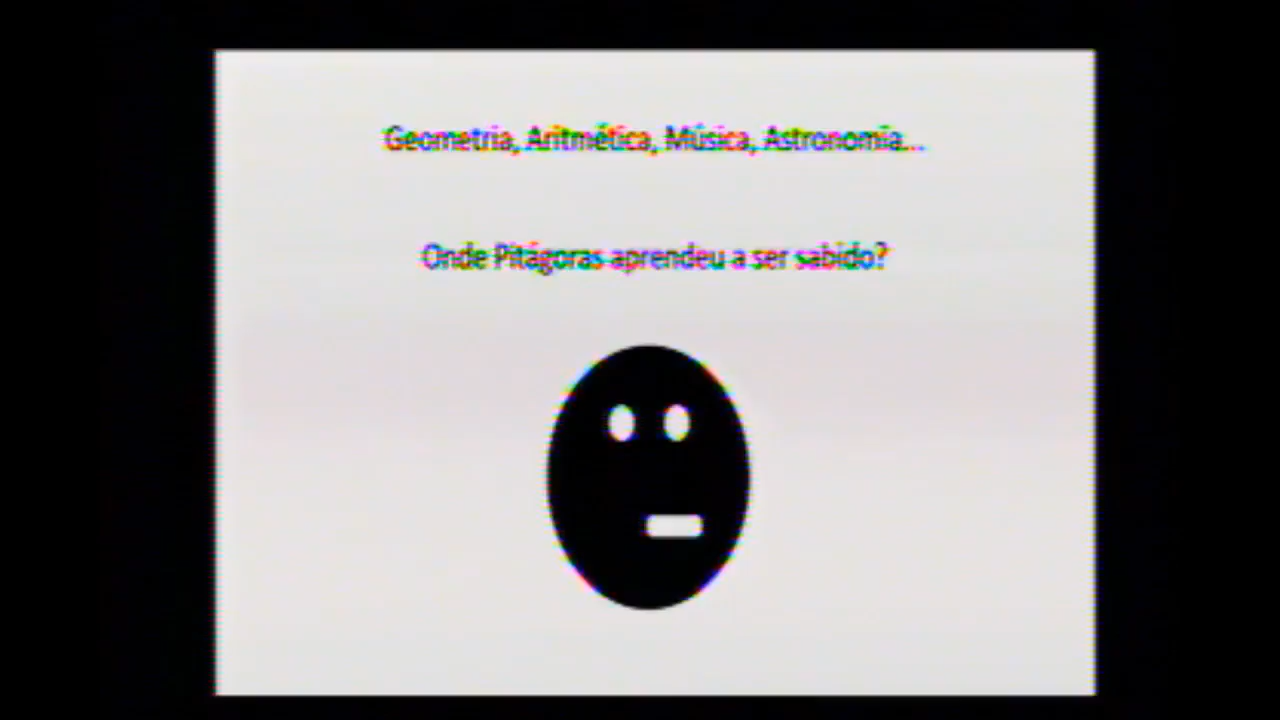 Geometria, Aritmética, Música, Astronomia...
Onde Pitágoras aprendeu a ser sabido?